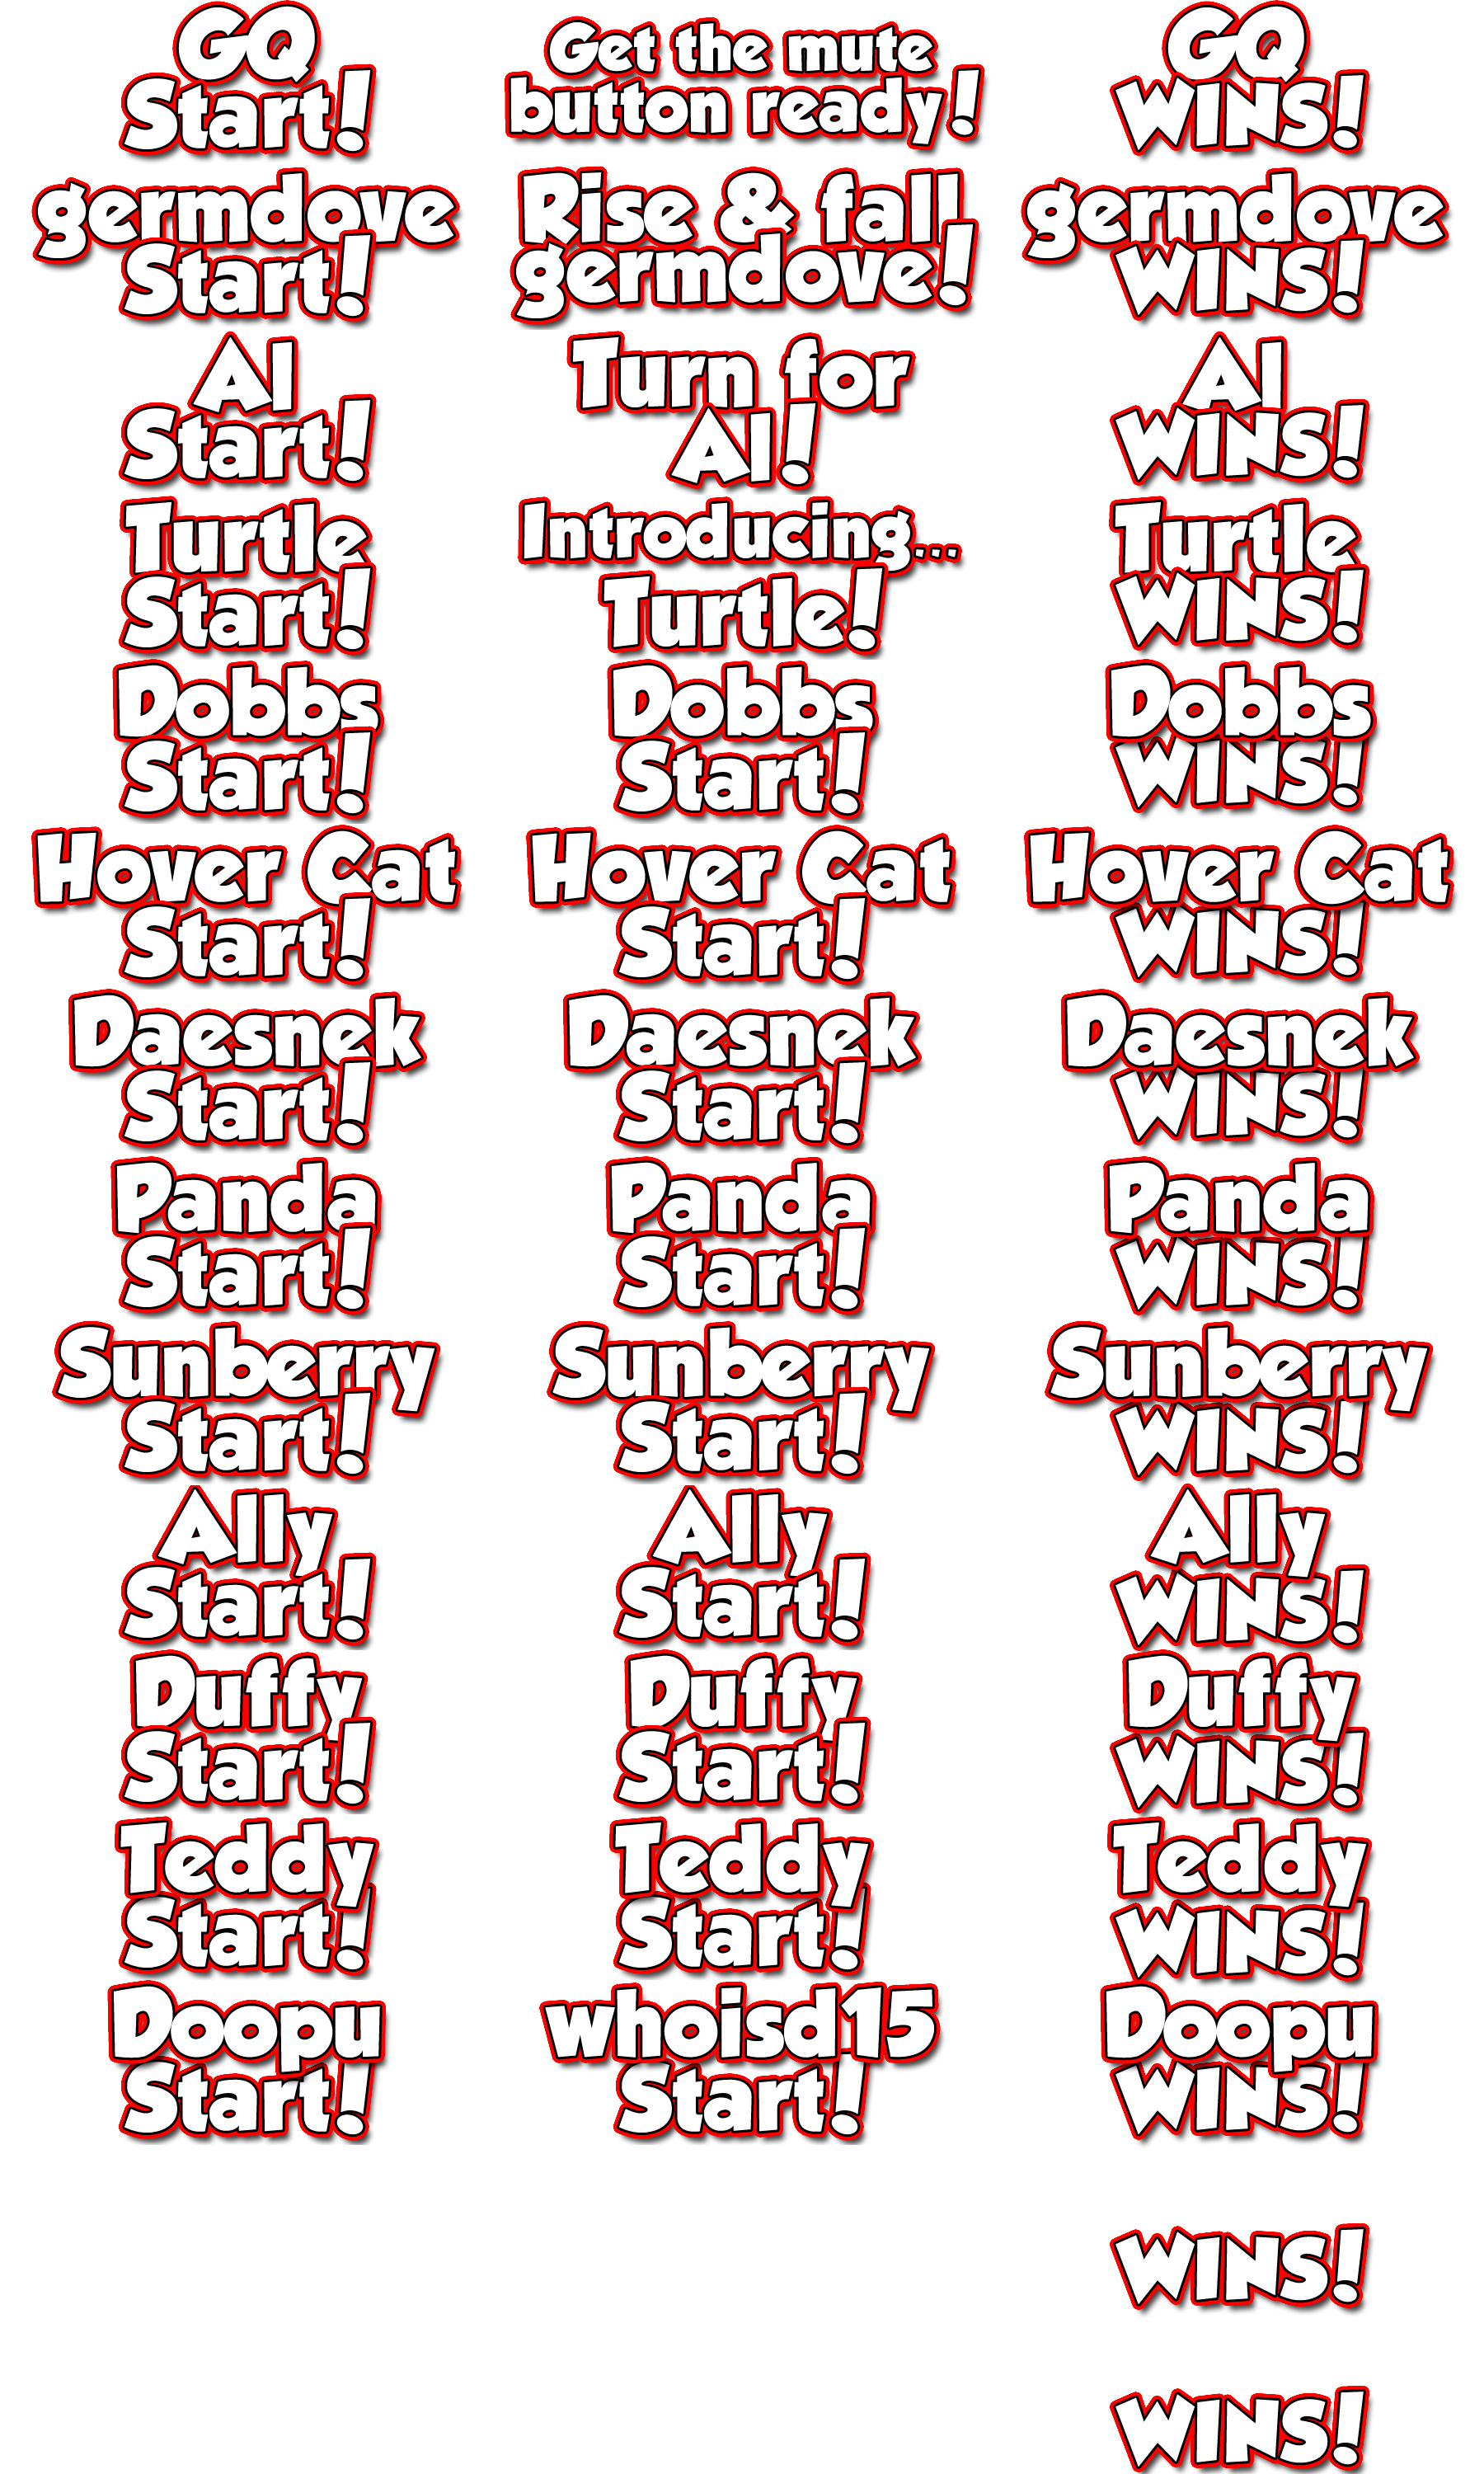 GQ
Start!
Get the mute
button ready!
GQ
WINS!
germdove
Start!
Rise & fall
germdove!
germdove
WINS!
AI
Start!
Turn for
AI!
AI
WINS!
Turtle
Start!
Introducing...
Turtle!
Turtle
WINS!
Dobbs
Start!
Dobbs
Start!
Dobbs
WINS!
Hover Cat
Start!
Hover Cat
Start!
Hover Cat
WINS!
Daesnek
Start!
Daesnek
Start!
Daesnek
WINS!
Panda
Start!
Panda
Start!
Panda
WINS!
Sunberry
Start!
Sunberry
Start!
Sunberry
WINS!
Ally
Start!
Ally
Start!
Ally
WINS!
Duffy
Start!
Duffy
Start!
Duffy
WINS!
Teddy
Start!
Teddy
Start!
Teddy
WINS!
Doopu
Start!
whoisd15
Start!
Doopu
WINS!
WINS!
WINS!